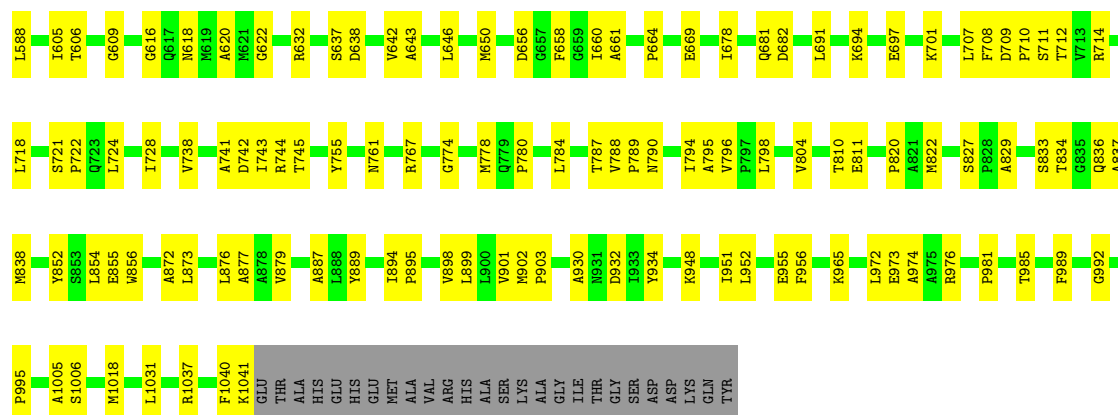 L588 I605 T606 G609 G616 Q617 N618 M619 A620 M621 G622 R632 S637 D638 V642 A643 L646 M650 D656 G657 F658 G659 I660 A661 P664 E669 I678 Q681 D682 L691 K694 E697 K701 L707 F708 D709 P710 S711 T712 V713 R714
L718 S721 P722 Q723 L724 I728 V738 A741 D742 I743 R744 T745 Y755 N761 R767 G774 M778 Q779 P780 L784 T787 V788 P789 N790 I794 A795 V796 P797 L798 V804 T810 E811 P820 A821 M822 S827 P828 A829 S833 T834 G835 Q836 A837
M838 Y852 S853 L854 E855 W856 A872 L873 L876 A877 A878 V879 A887 L888 Y889 I894 P895 V898 L899 L900 V901 M902 P903 A930 N931 D932 I933 Y934 K948 I951 L952 E955 F956 K965 L972 E973 A974 A975 R976 P981 T985 F989 G992
P995 A1005 S1006 M1018 L1031 R1037 F1040 K1041 GLU THR ALA HIS GLU HIS GLU MET ALA VAL ARG HIS ALA SER LYS ALA GLY ILE THR GLY SER ASP ASP LYS GLN TYR